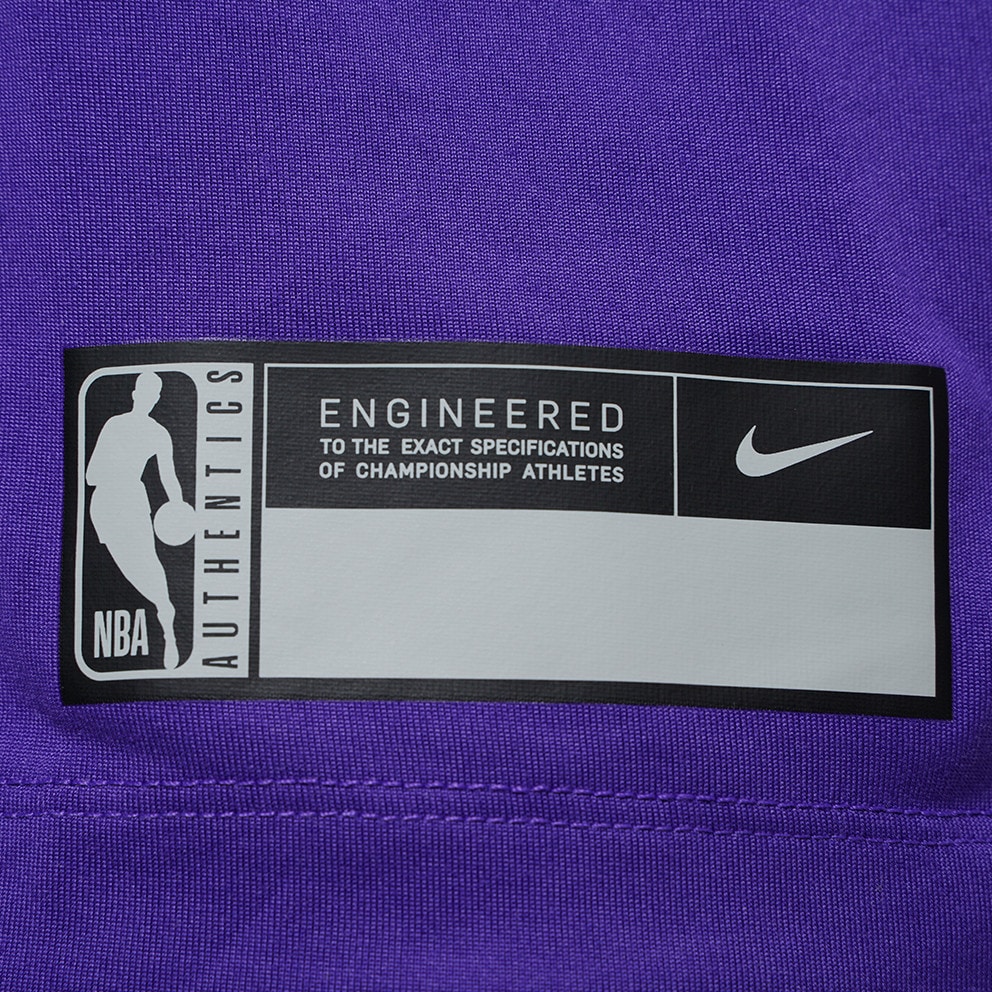 NBA
AUTHENTICS
ENGINEERED
TO THE EXACT SPECIFICATIONS
OF CHAMPIONSHIP ATHLETES